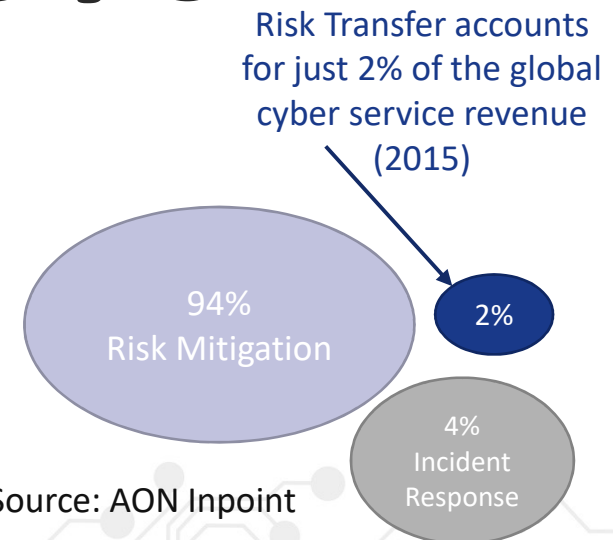 Risk Transfer accounts
for just 2% of the global
cyber service revenue
(2015)
94%
Risk Mitigation
2%
4%
Incident
Response
Source: AON Inpoint